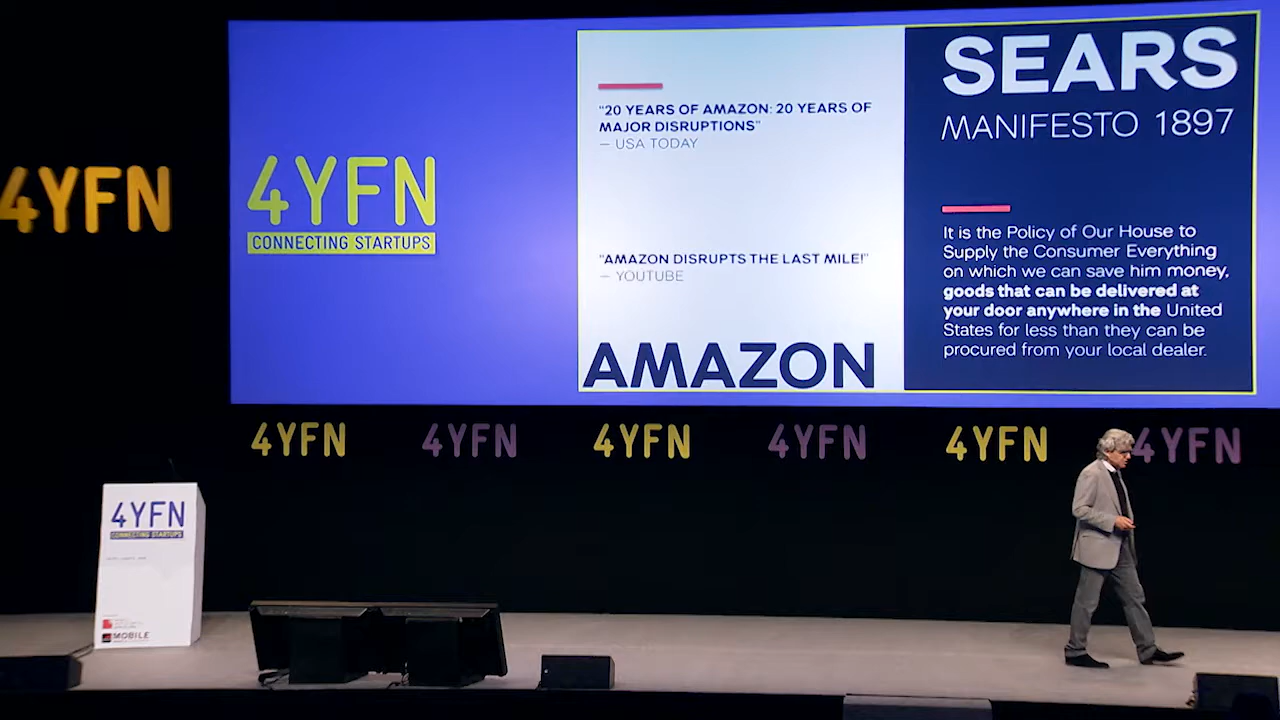 4YFN
4YFN
CONNECTING STARTUPS
"20 YEARS OF AMAZON: 20 YEARS OF
MAJOR DISRUPTIONS"
— USA TODAY
"AMAZON DISRUPTS THE LAST MILE!"
— YOUTUBE
AMAZON
SEARS
MANIFESTO 1897
It is the Policy of Our House to
Supply the Consumer Everything
on which we can save him money,
goods that can be delivered at
your door anywhere in the United
States for less than they can be
procured from your local dealer.
4YFN 4YFN 4YFN 4YFN 4YFN 4YFN
4YFN
CONNECTING STARTUPS
MOBILE